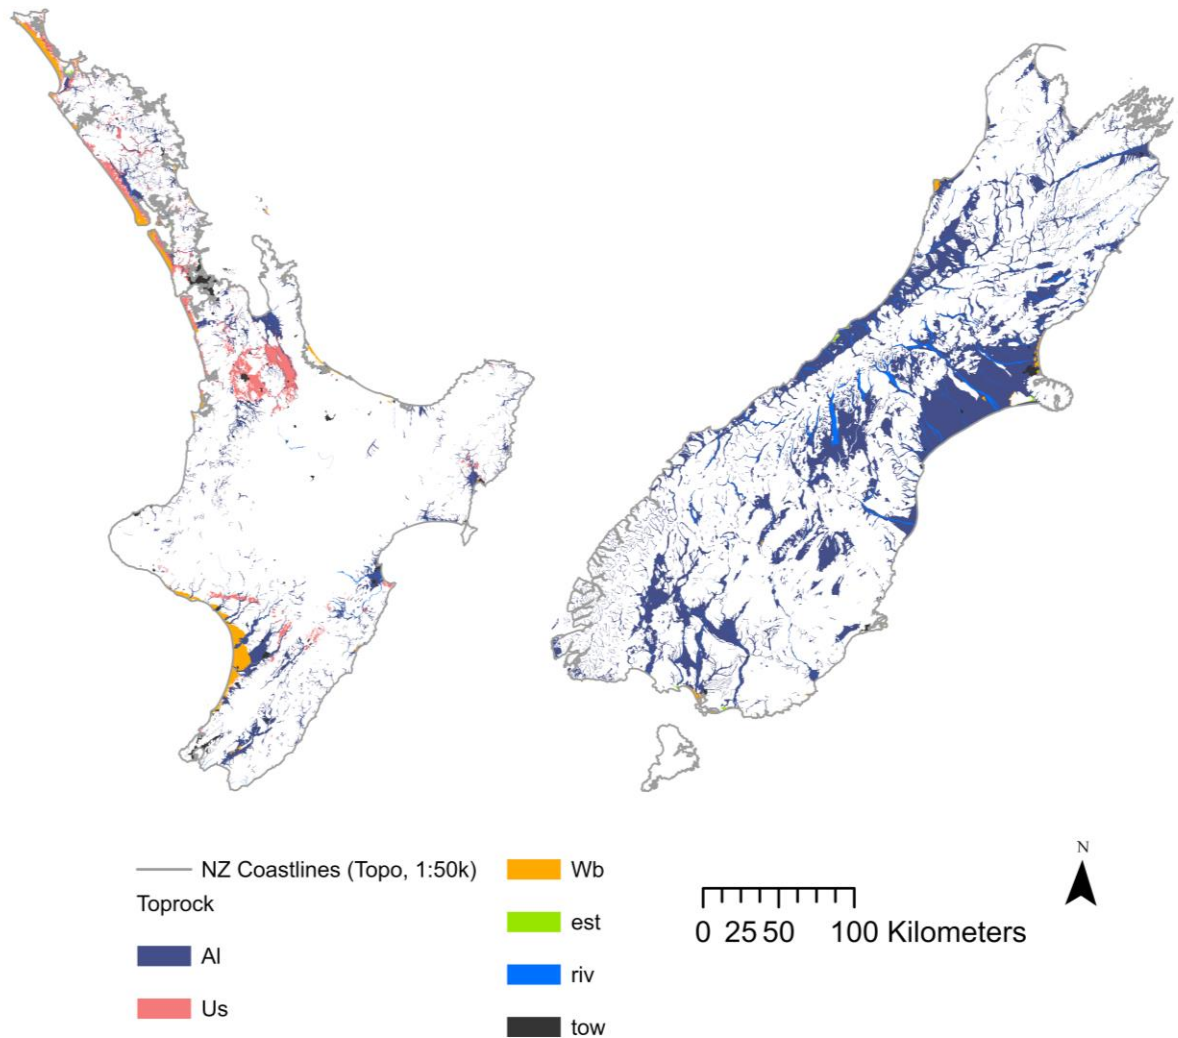 N
NZ Coastlines (Topo, 1:50k)
Toprock
Al
Us
Wb
est
riv
tow
0 25 50 100 Kilometers